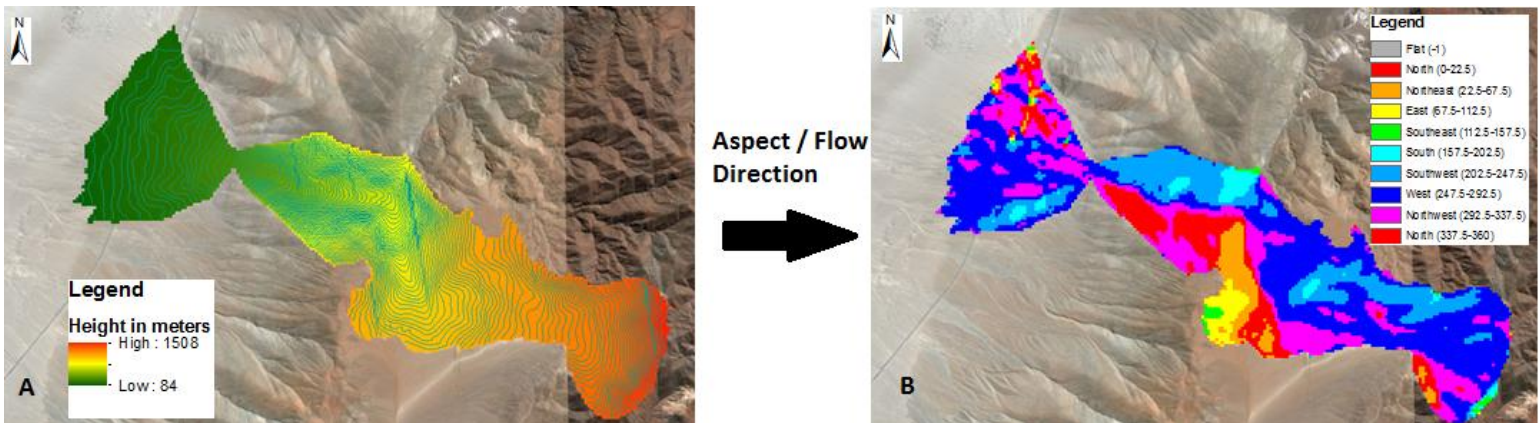 N
Legend
Height in meters
High : 1508
Low : 84
A
Aspect / Flow
Direction
N
Legend
Flat (-1)
North (0-22.5)
Northeast (22.5-67.5)
East (67.5-112.5)
Southeast (112.5-157.5)
South (157.5-202.5)
Southwest (202.5-247.5)
West (247.5-292.5)
Northwest (292.5-337.5)
North (337.5-360)
B